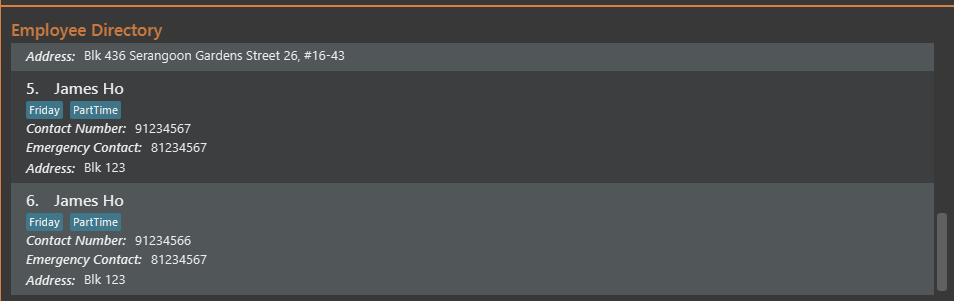 Employee Directory
Address: Blk 436 Serangoon Gardens Street 26, #16-43
5. James Ho
Friday PartTime
Contact Number: 91234567
Emergency Contact: 81234567
Address: Blk 123
6. James Ho
Friday PartTime
Contact Number: 91234566
Emergency Contact: 81234567
Address: Blk 123